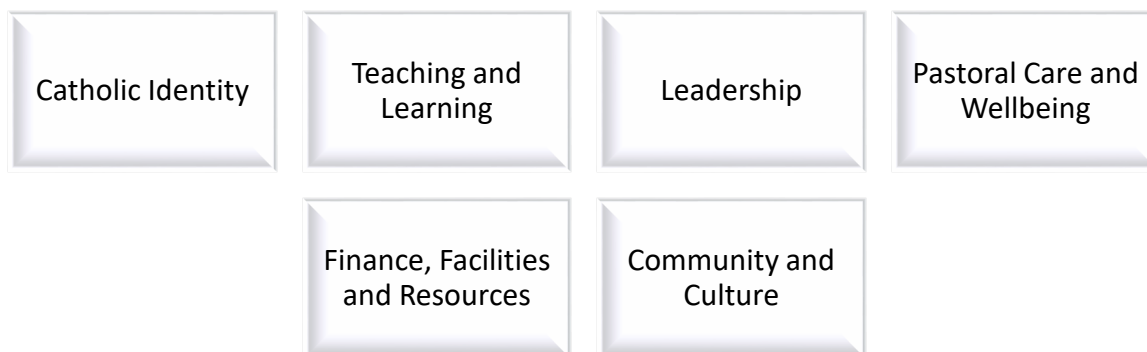 Catholic Identity
Teaching and
Learning
Leadership
Pastoral Care and
Wellbeing
Finance, Facilities
and Resources
Community and
Culture